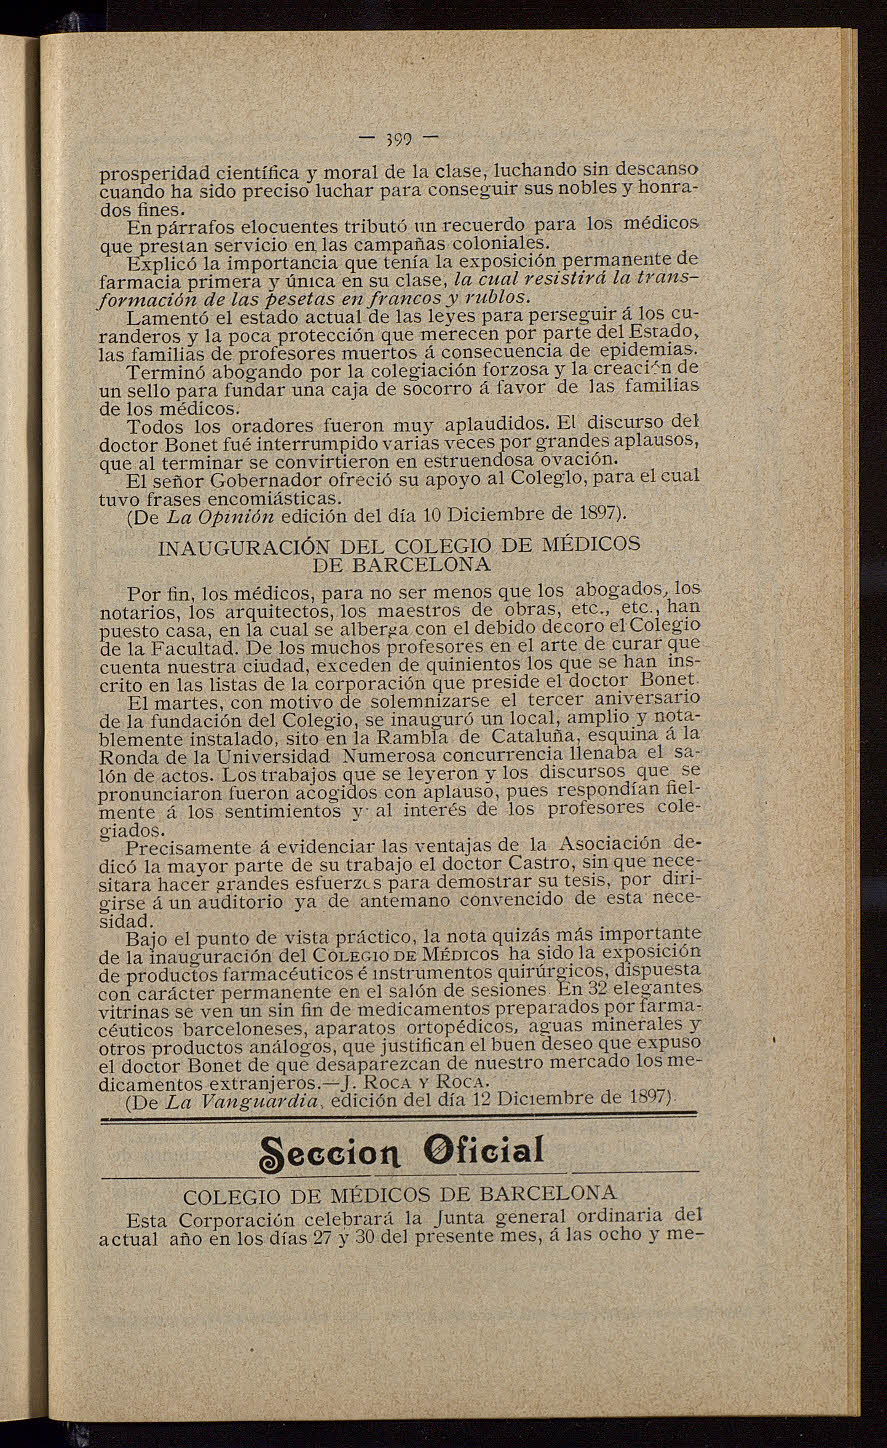 — 399 —
prosperidad científica y moral de la clase, luchando sin descanso
cuando ha sido preciso luchar para conseguir sus nobles y honra-
dos fines.
En párrafos elocuentes tributó un recuerdo para los médicos
que prestan servicio en las campañas coloniales.
Explicó la importancia que tenía la exposición permanente de
farmacia primera y única en su clase, la cual resistirá la trans-
formación de las pesetas en francos y rublos.
Lamentó el estado actual de las leyes para perseguir á los cu-
randeros y la poca protección que merecen por parte del Estado,
las familias de profesores muertos á consecuencia de epidemias.
Terminó abogando por la colegiación forzosa y la creación de
un sello para fundar una caja de socorro á favor de las familias
de los médicos.
Todos los oradores fueron muy aplaudidos. El discurso del
doctor Bonet fué interrumpido varias veces por grandes aplausos,
que al terminar se convirtieron en estruendosa ovación.
El señor Gobernador ofreció su apoyo al Coleglo, para el cual
tuvo frases encomiásticas.
(De La Opinión edición del día 10 Diciembre de 1897).
INAUGURACIÓN DEL COLEGIO DE MÉDICOS
DE BARCELONA
Por fin, los médicos, para no ser menos que los abogados, los
notarios, los arquitectos, los maestros de obras, etc., etc., han
puesto casa, en la cual se alberga con el debido decoro el Colegio
de la Facultad. De los muchos profesores en el arte de curar que
cuenta nuestra ciudad, exceden de quinientos los que se han ins-
crito en las listas de la corporación que preside el doctor Bonet.
El martes, con motivo de solemnizarse el tercer aniversario
de la fundación del Colegio, se inauguró un local, amplio y nota-
blemente instalado, sito en la Rambla de Cataluña, esquina á la
Ronda de la Universidad Numerosa concurrencia llenaba el sa-
lón de actos. Los trabajos que se leyeron y los discursos que se
pronunciaron fueron acogidos con aplauso, pues respondían fiel-
mente á los sentimientos y al interés de los profesores cole-
giados.
Precisamente á evidenciar las ventajas de la Asociación de-
dicó la mayor parte de su trabajo el doctor Castro, sin que nece-
sitara hacer grandes esfuerzos para demostrar su tesis, por diri-
girse á un auditorio ya de antemano convencido de esta nece-
sidad.
Bajo el punto de vista práctico, la nota quizás más importante
de la inauguración del COLEGIO DE MÉDICOS ha sido la exposición
de productos farmacéuticos é instrumentos quirúrgicos, dispuesta
con carácter permanente en el salón de sesiones En 32 elegantes
vitrinas se ven un sin fin de medicamentos preparados por farma-
céuticos barceloneses, aparatos ortopédicos, aguas minerales y
otros productos análogos, que justifican el buen deseo que expuso
el doctor Bonet de que desaparezcan de nuestro mercado los me-
dicamentos extranjeros.—J. ROCA Y ROCA.
(De La Vanguardia, edición del día 12 Diciembre de 1897).
Seccion Oficial
COLEGIO DE MÉDICOS DE BARCELONA
Esta Corporación celebrará la Junta general ordinaria del
actual año en los días 27 y 30 del presente mes, á las ocho y me-